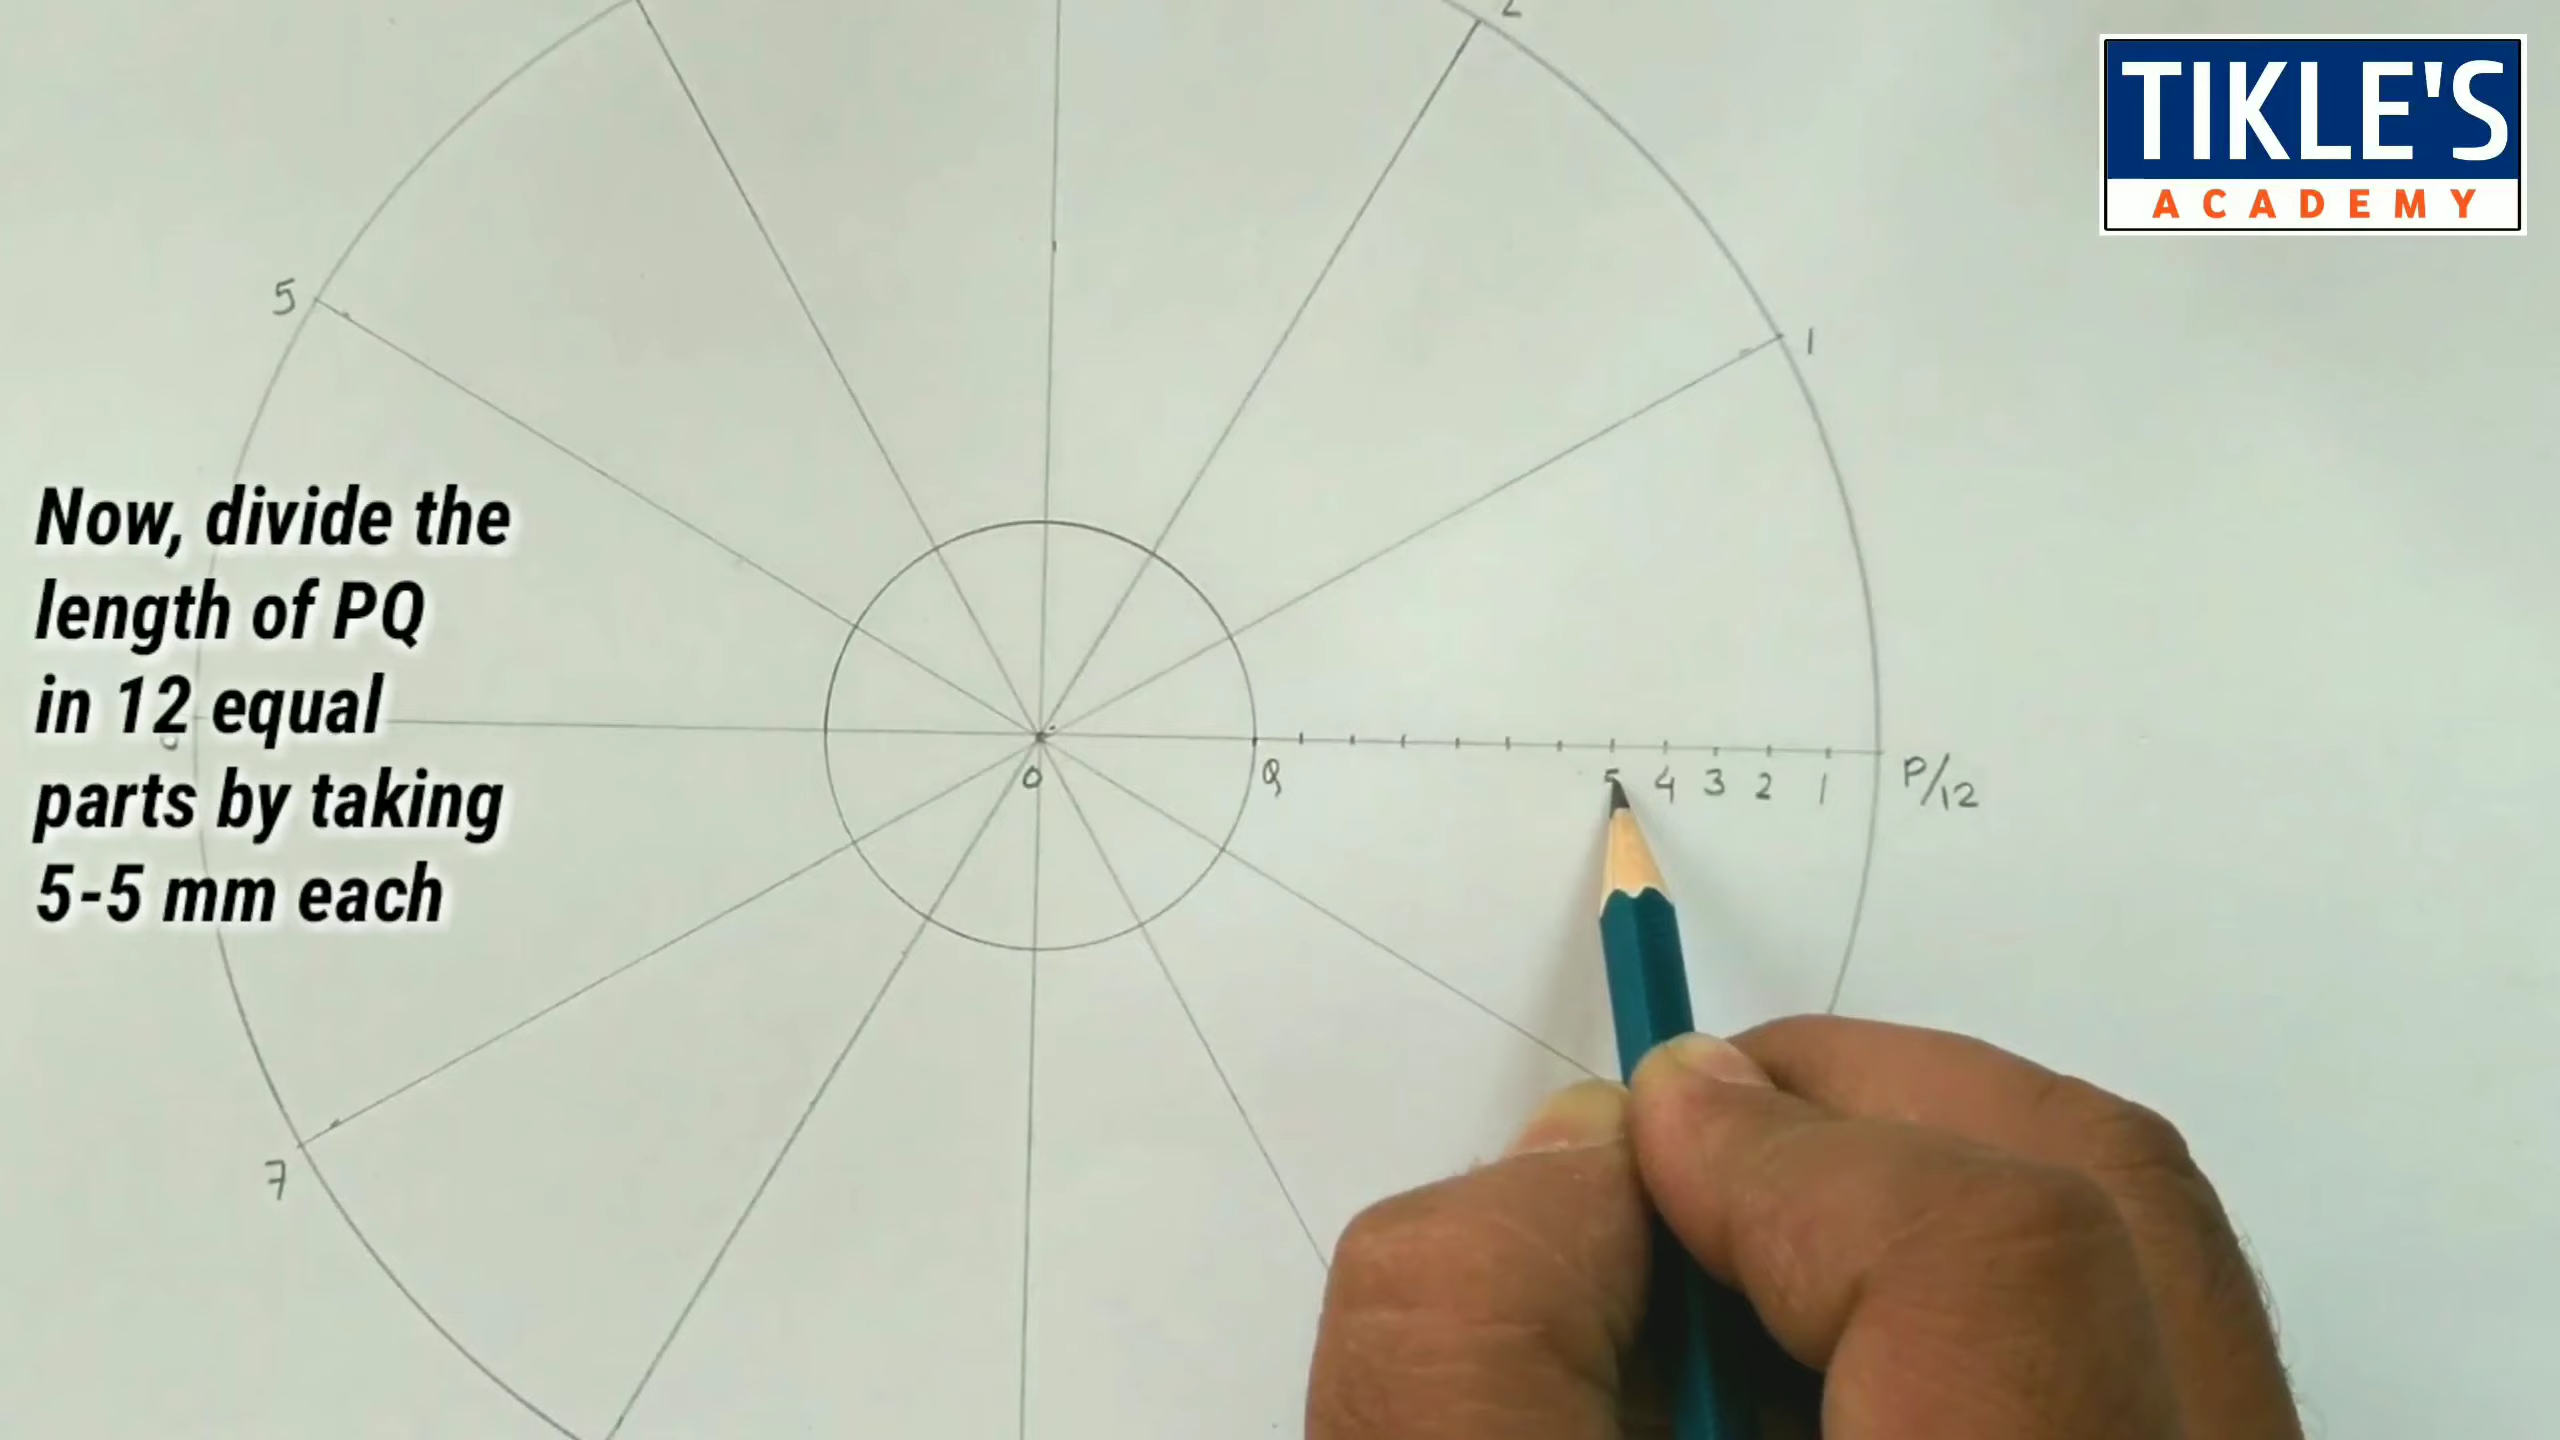 2
TIKLE'S
ACADEMY
5
1
Now, divide the
length of PQ
in 12 equal
parts by taking
5-5 mm each
O
Q
5 4 3 2 1
P/12
7